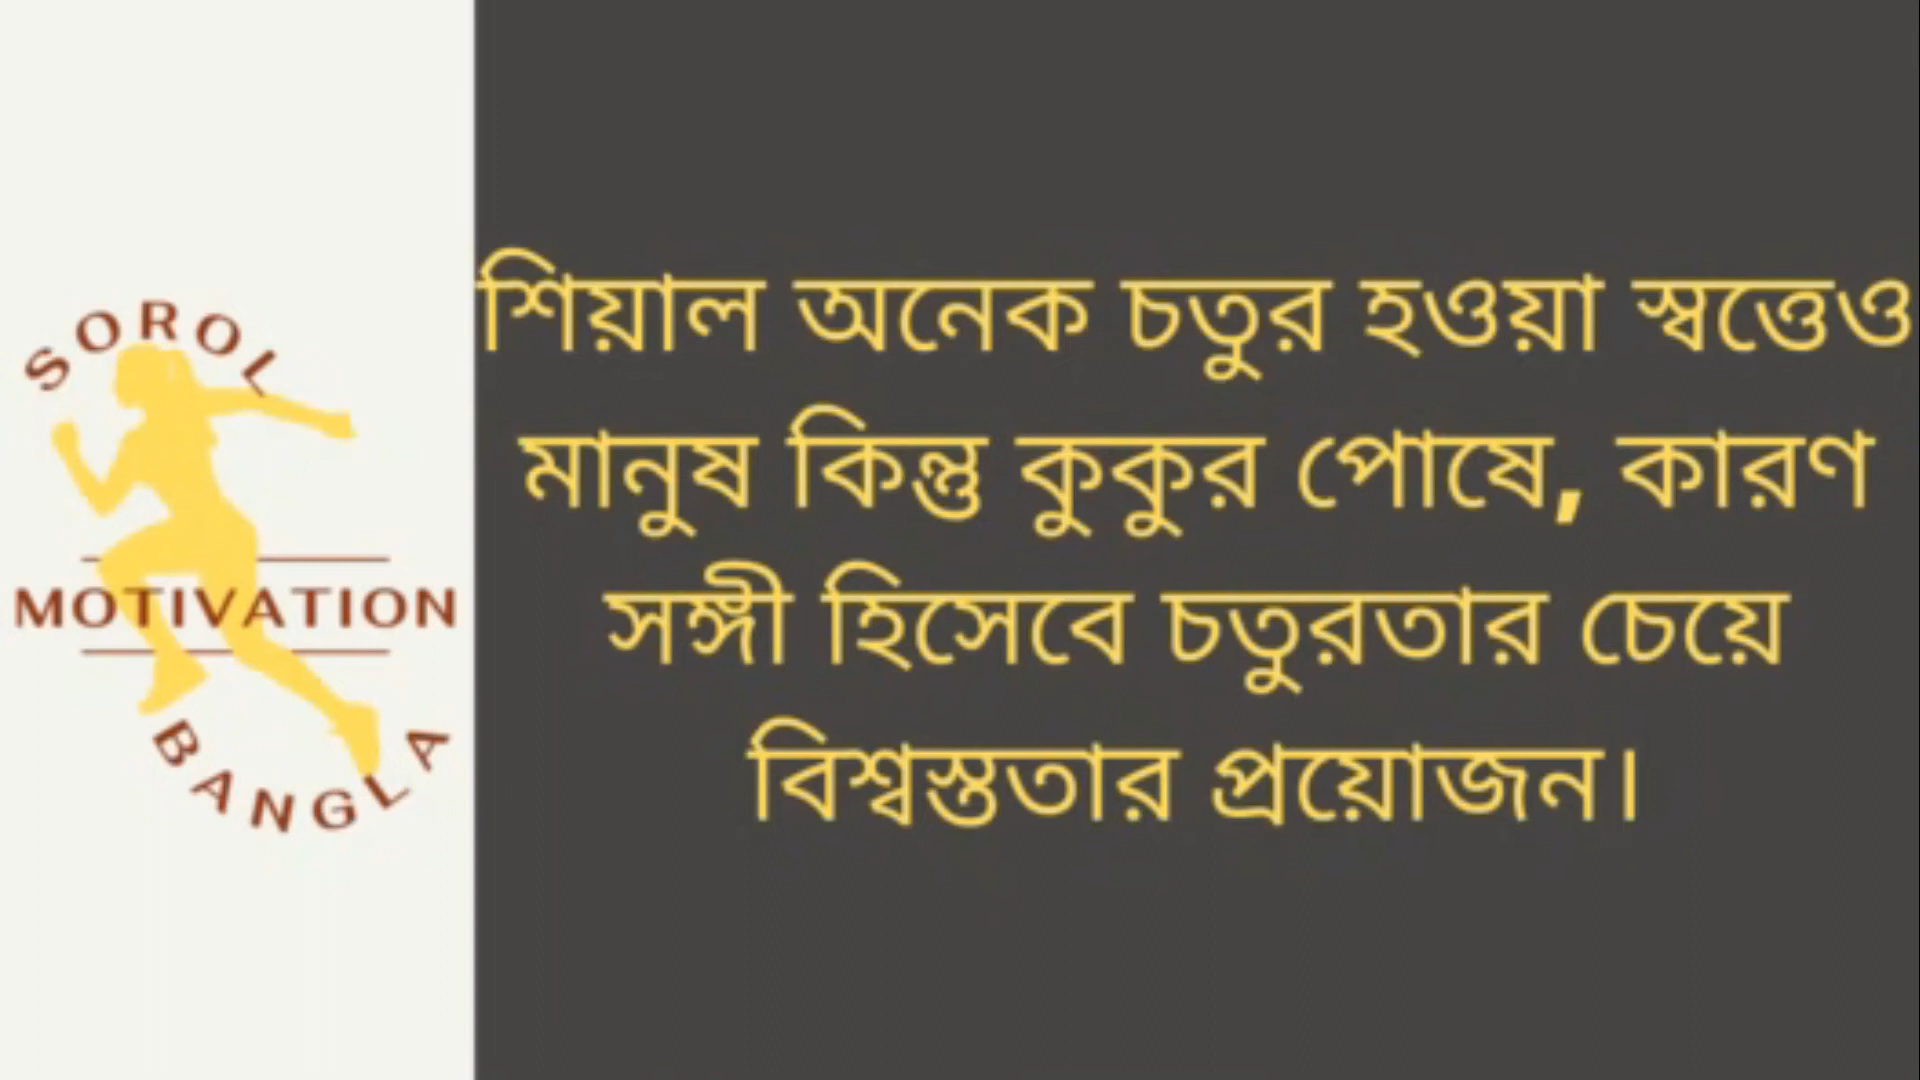 SOROL
MOTIVATION
BANGLA
শিয়াল অনেক চতুর হওয়া স্বত্তেও
মানুষ কিন্তু কুকুর পোষে, কারণ
সঙ্গী হিসেবে চতুরতার চেয়ে
বিশ্বস্ততার প্রয়োজন।